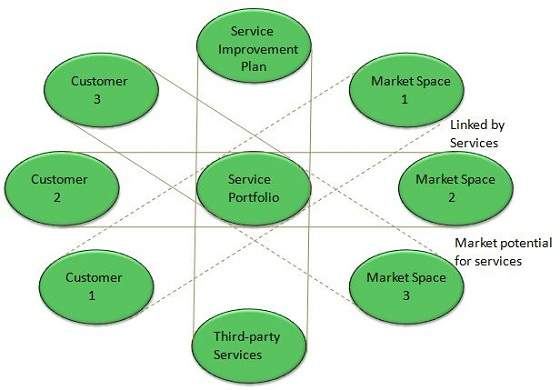 Service
Improvement
Plan
Customer
3
Market Space
1
Linked by
Services
Customer
2
Service
Portfolio
Market Space
2
Market potential
for services
Customer
1
Market Space
3
Third-party
Services